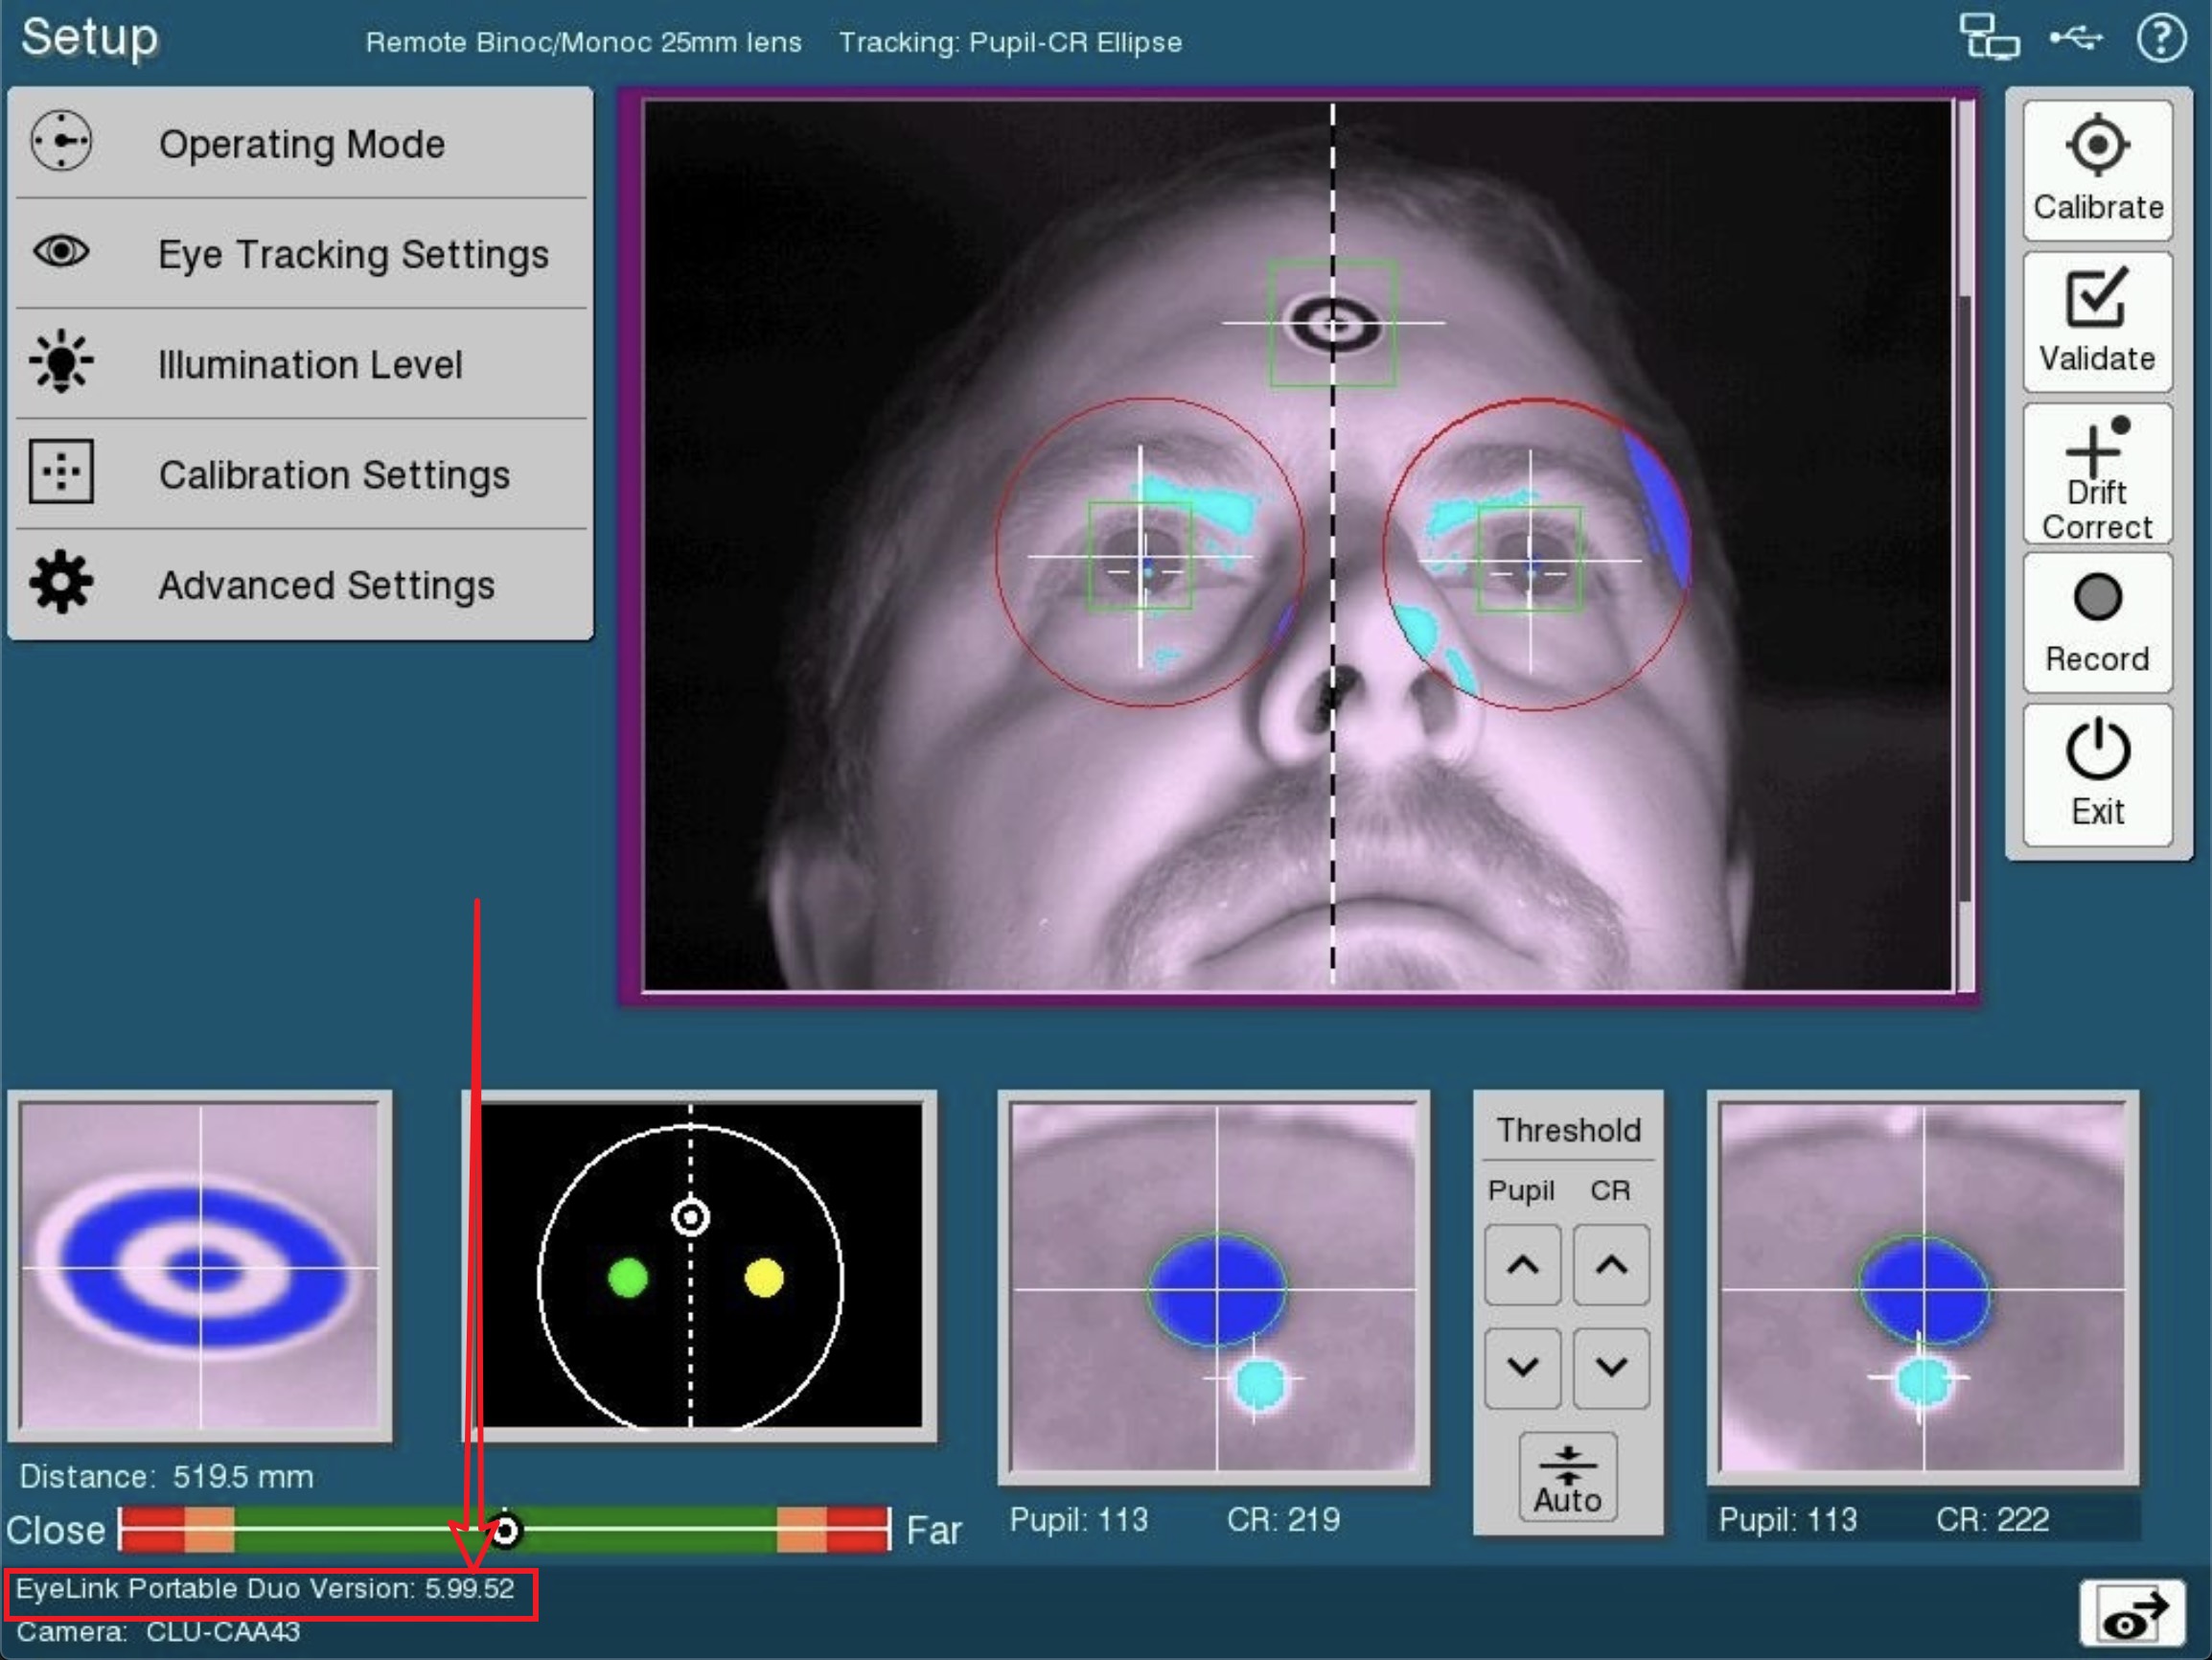 Setup
Remote Binoc/Monoc 25mm lens
Tracking: Pupil-CR Ellipse
Operating Mode
Eye Tracking Settings
Illumination Level
Calibration Settings
Advanced Settings
Calibrate
Validate
Drift
Correct
Record
Exit
Threshold
Pupil
CR
Auto
Distance: 519.5 mm
Close
Far
Pupil: 113
CR: 219
Pupil: 113
CR: 222
EyeLink Portable Duo Version: 5.99.52
Camera: CLU-CAA43